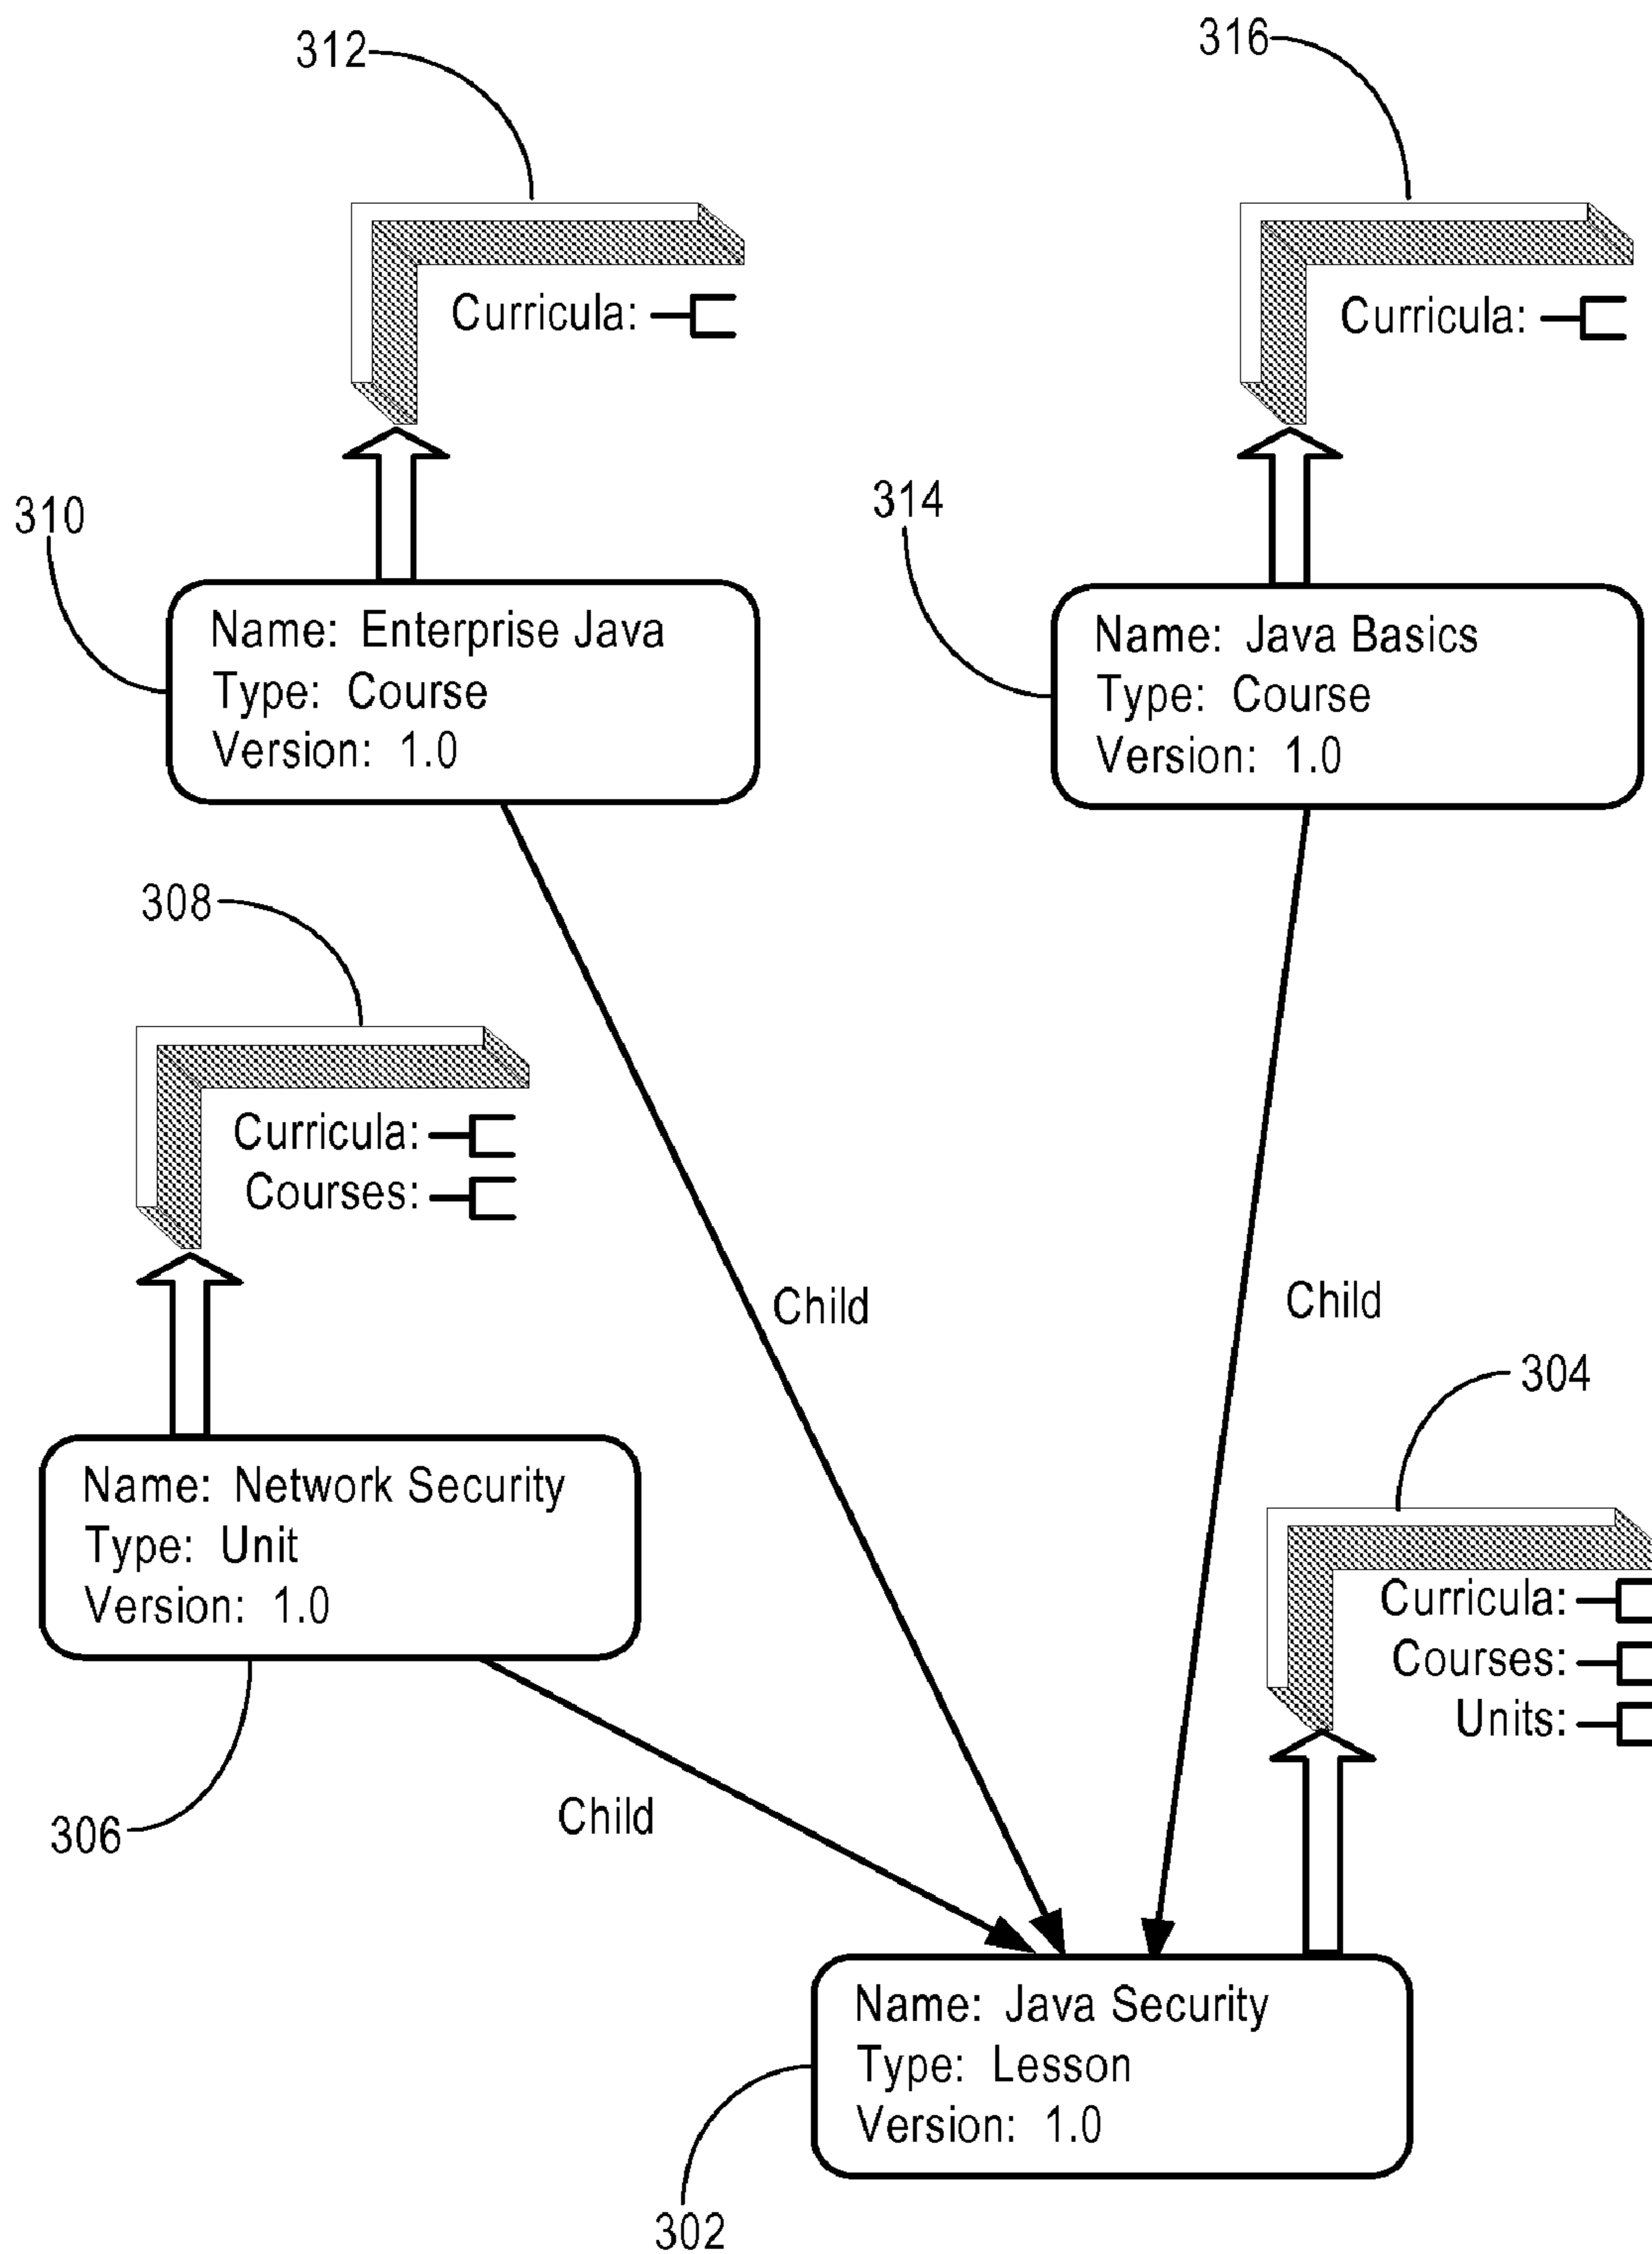 312
316
Curricula:
Curricula:
310
314
Name: Enterprise Java
Type: Course
Version: 1.0
Name: Java Basics
Type: Course
Version: 1.0
308
Curricula:
Courses:
Child
Child
304
Name: Network Security
Type: Unit
Version: 1.0
Curricula:
Courses:
Units:
306
Child
Name: Java Security
Type: Lesson
Version: 1.0
302